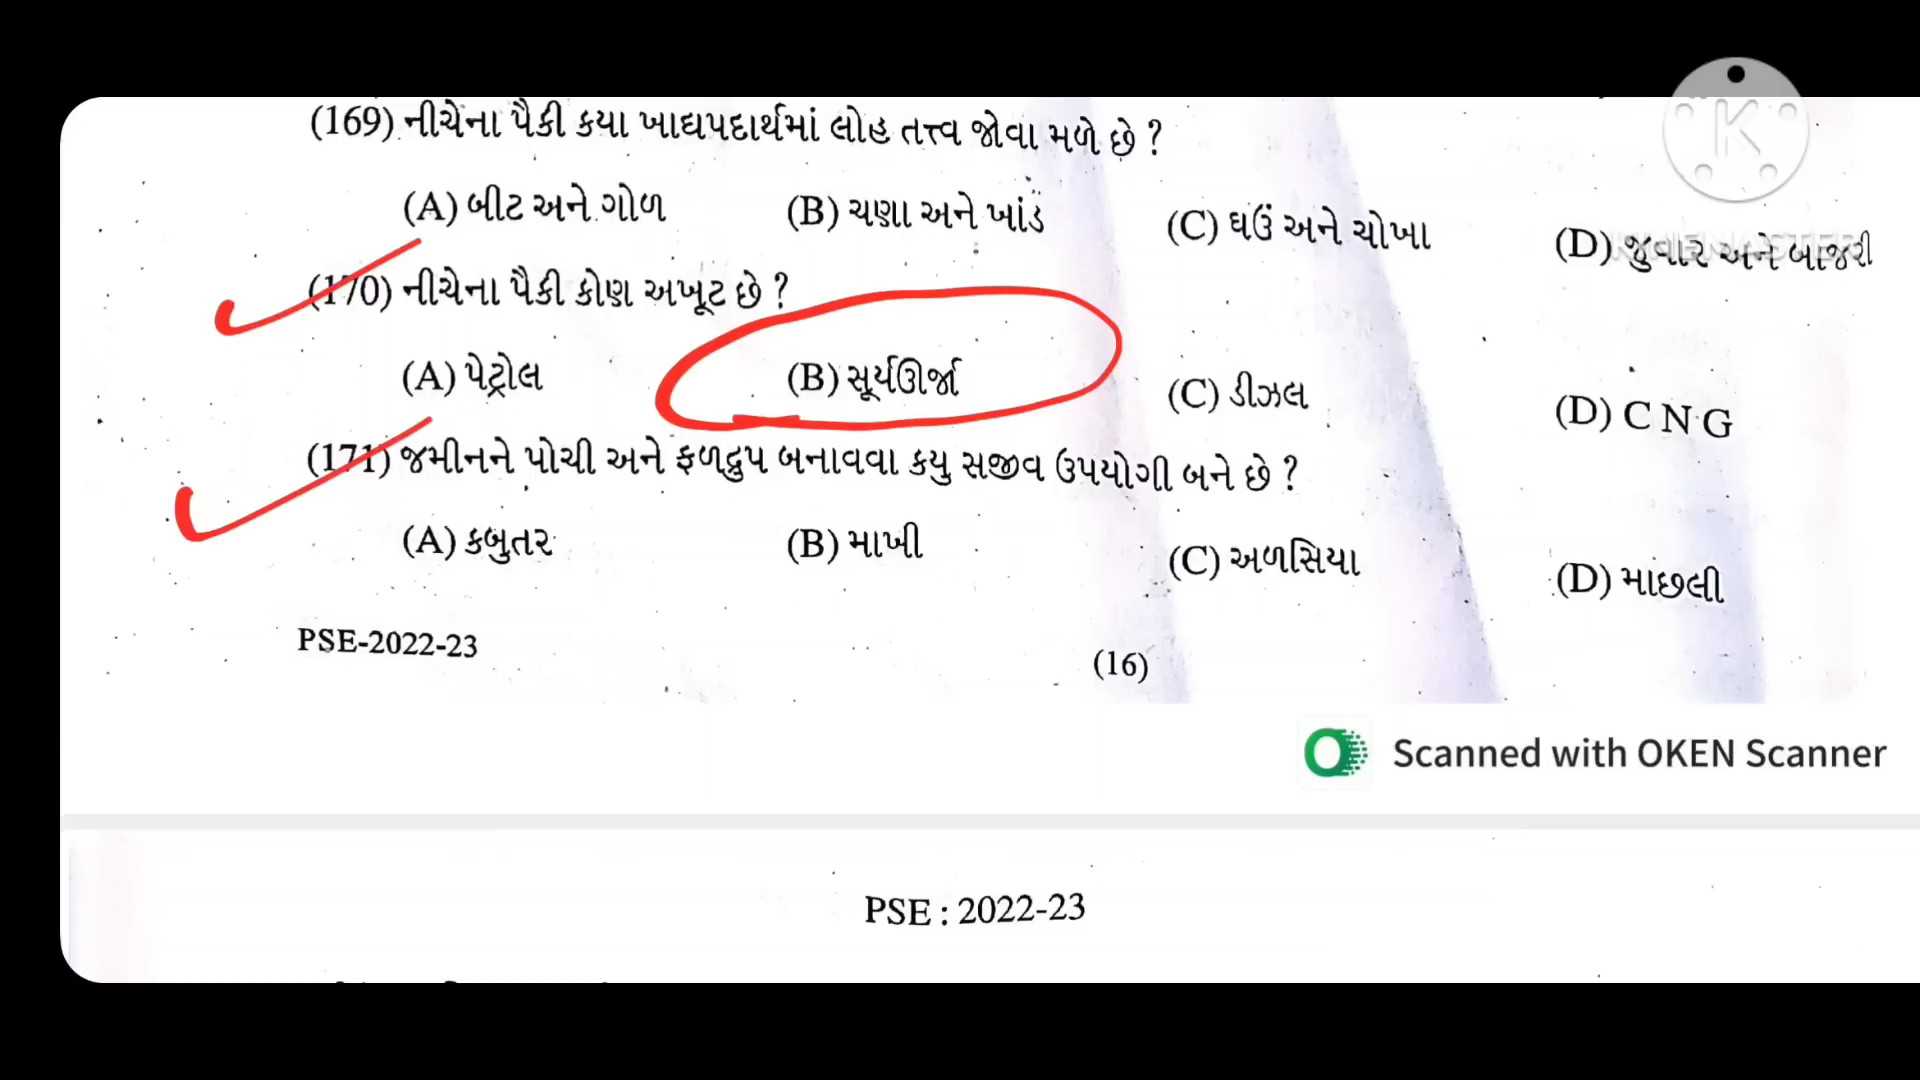 (169) નીચેના પૈકી કયા ખાદ્યપદાર્થમાં લોહ તત્ત્વ જોવા મળે છે ?
(A) બીટ અને ગોળ (B) ચણા અને ખાંડ (C) ઘઉં અને ચોખા (D) જુવાર અને બાજરી
KINEMASTER
(170) નીચેના પૈકી કોણ અખૂટ છે ?
(A) પેટ્રોલ (B) સૂર્યઊર્જા (C) ડીઝલ (D) C N G
(171) જમીનને પોચી અને ફળદ્રુપ બનાવવા કયુ સજીવ ઉપયોગી બને છે ?
(A) કબુતર (B) માખી (C) અળસિયા (D) માંછલી
PSE-2022-23 (16)
Scanned with OKEN Scanner
PSE : 2022-23